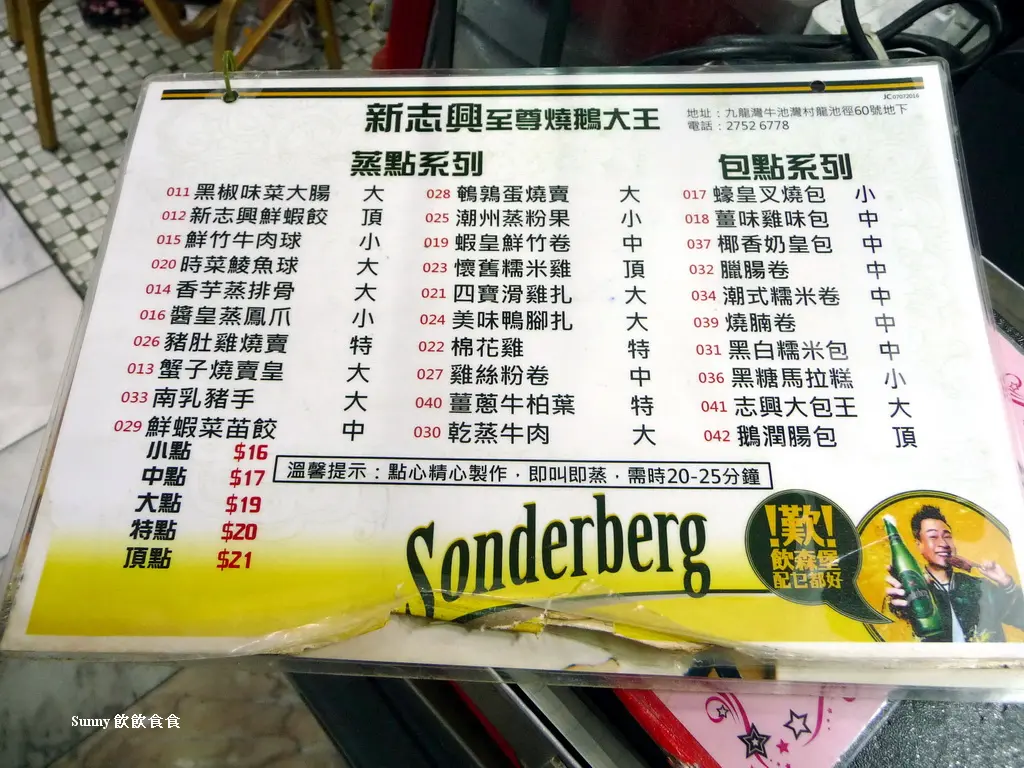 JC07072016
新志興至尊燒鵝大王
地址：九龍灣牛池灣村龍池徑60號地下
電話：2752 6778
蒸點系列
011 黑椒味菜大腸 大
012 新志興鮮蝦餃 頂
015 鮮竹牛肉球 小
020 時菜鯪魚球 大
014 香芋蒸排骨 大
016 醬皇蒸鳳爪 小
026 豬肚雞燒賣 特
013 蟹子燒賣皇 大
033 南乳豬手 大
029 鮮蝦菜苗餃 中
028 鵪鶉蛋燒賣 大
025 潮州蒸粉果 小
019 蝦皇鮮竹卷 中
023 懷舊糯米雞 頂
021 四寶滑雞扎 大
024 美味鴨腳扎 大
022 棉花雞 特
027 雞絲粉卷 中
040 薑蔥牛柏葉 特
030 乾蒸牛肉 大
包點系列
017 蠔皇叉燒包 小
018 薑味雞味包 中
037 椰香奶皇包 中
032 臘腸卷 中
034 潮式糯米卷 中
039 燒腩卷 中
031 黑白糯米包 中
036 黑糖馬拉糕 小
041 志興大包王 大
042 鵝潤腸包 頂
小點 $16
中點 $17
大點 $19
特點 $20
頂點 $21
溫馨提示：點心精心製作，即叫即蒸，需時20-25分鐘
Sonderberg
!歎!
飲森堡
配乜都好
Sunny 飲飲食食